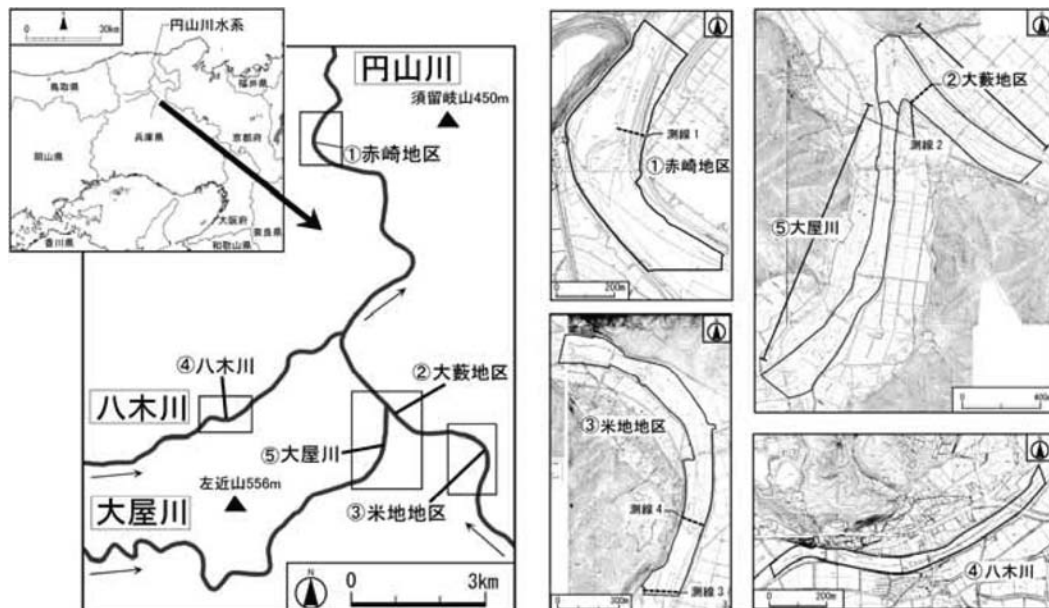 0 30km
円山川水系
鳥取県
福井県
兵庫県
京都府
岡山県
大阪府
香川県
奈良県
和歌山県
円山川
須留岐山450m
①赤崎地区
④八木川
②大藪地区
八木川
⑤大屋川
左近山556m
③米地地区
大屋川
N
0 3km
測線1
①赤崎地区
0 200m
②大藪地区
測線2
⑤大屋川
0
③米地地区
測線4
測線3
0 300m
④八木川
0 200m